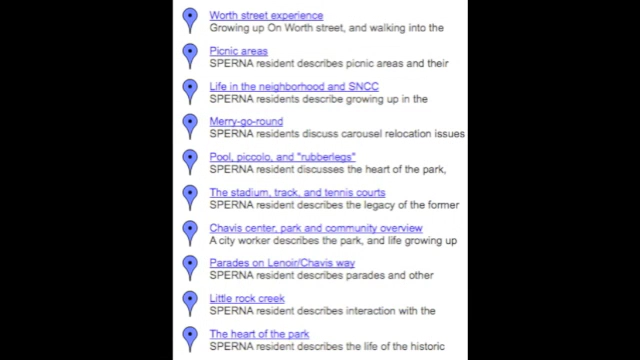 Worth street experience
Growing up On Worth street, and walking into the
Picnic areas
SPERNA resident describes picnic areas and their
Life in the neighborhood and SNCC
SPERNA residents describe growing up in the
Merry-go-round
SPERNA residents discuss carousel relocation issues
Pool, piccolo, and "rubberlegs"
SPERNA resident discusses the heart of the park,
The stadium, track, and tennis courts
SPERNA resident describes the legacy of the former
Chavis center, park and community overview
A city worker describes the park, and life growing up
Parades on Lenoir/Chavis way
SPERNA resident describes parades and other
Little rock creek
SPERNA resident describes interaction with the
The heart of the park
SPERNA resident describes the life of the historic